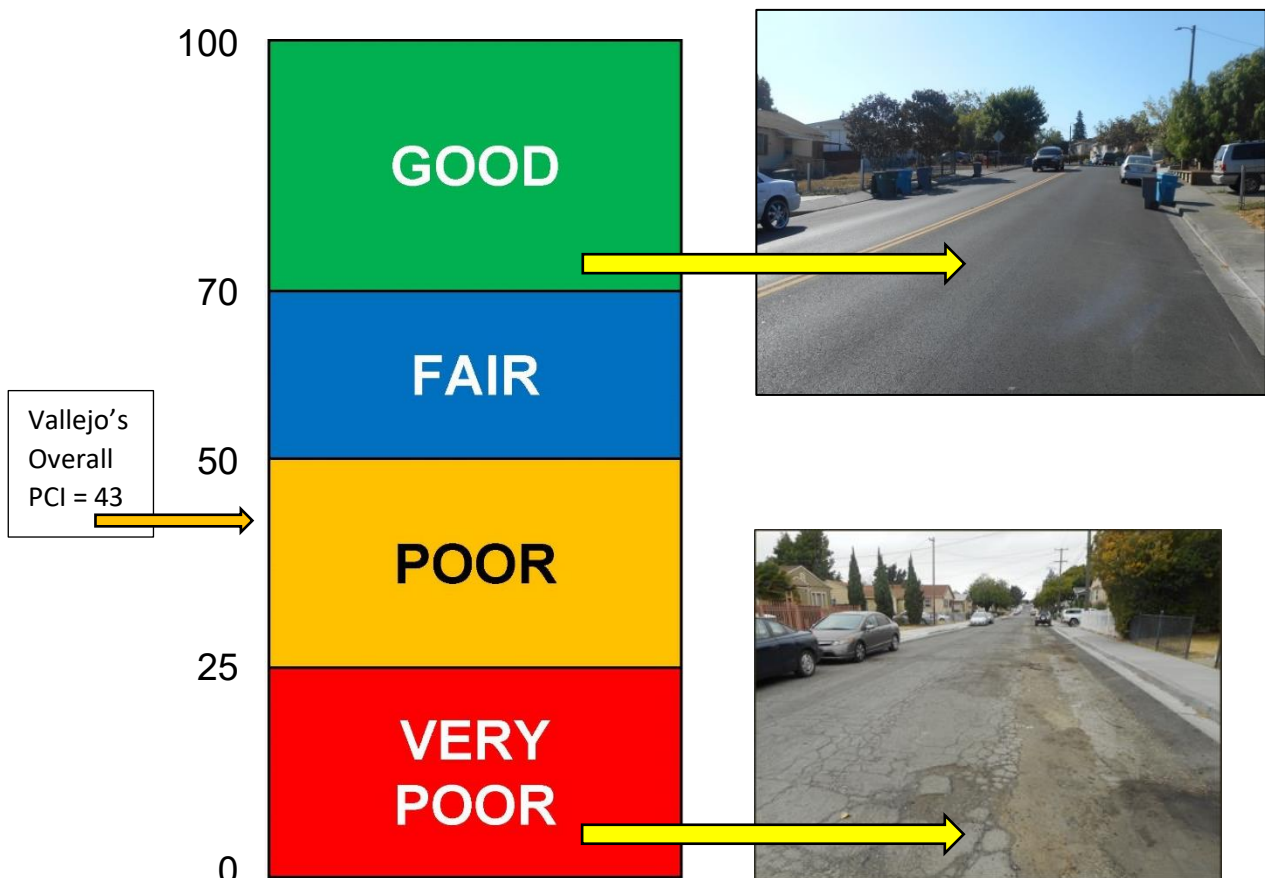 100
GOOD
70
FAIR
Vallejo’s
Overall
PCI = 43
50
POOR
25
VERY
POOR
0